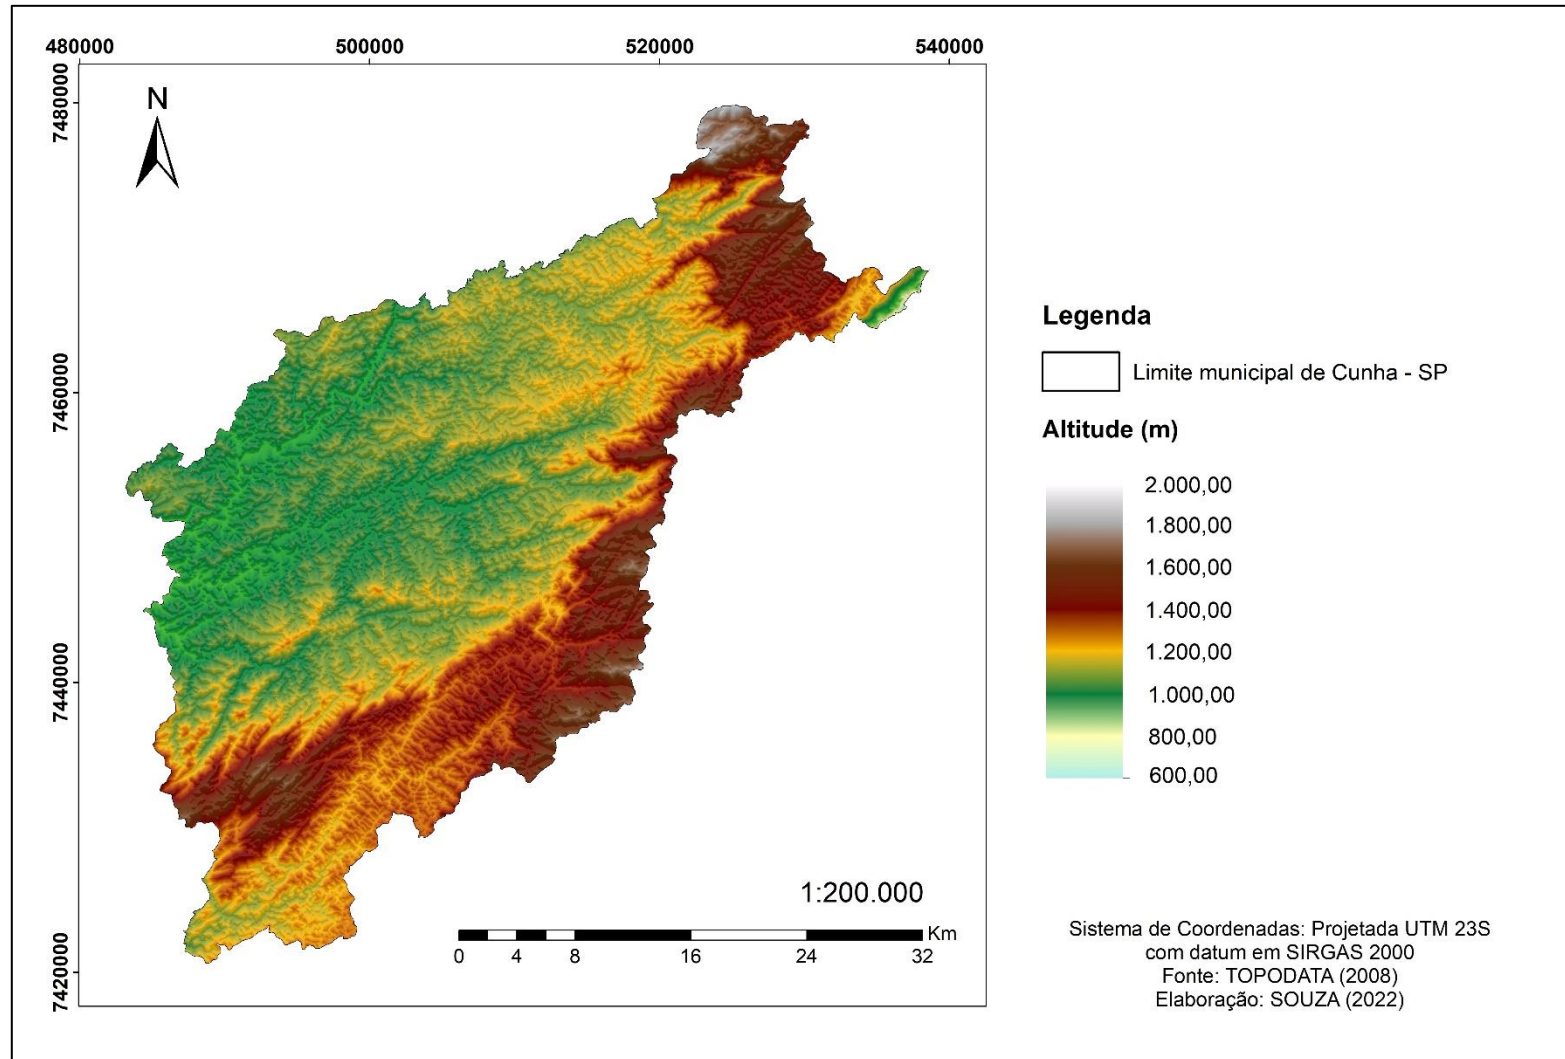 480000
500000
520000
540000
7480000
7460000
7440000
7420000
N
Legenda
Limite municipal de Cunha - SP
Altitude (m)
2.000,00
1.800,00
1.600,00
1.400,00
1.200,00
1.000,00
800,00
600,00
1:200.000
Km
0 4 8 16 24 32
Sistema de Coordenadas: Projetada UTM 23S
com datum em SIRGAS 2000
Fonte: TOPODATA (2008)
Elaboração: SOUZA (2022)